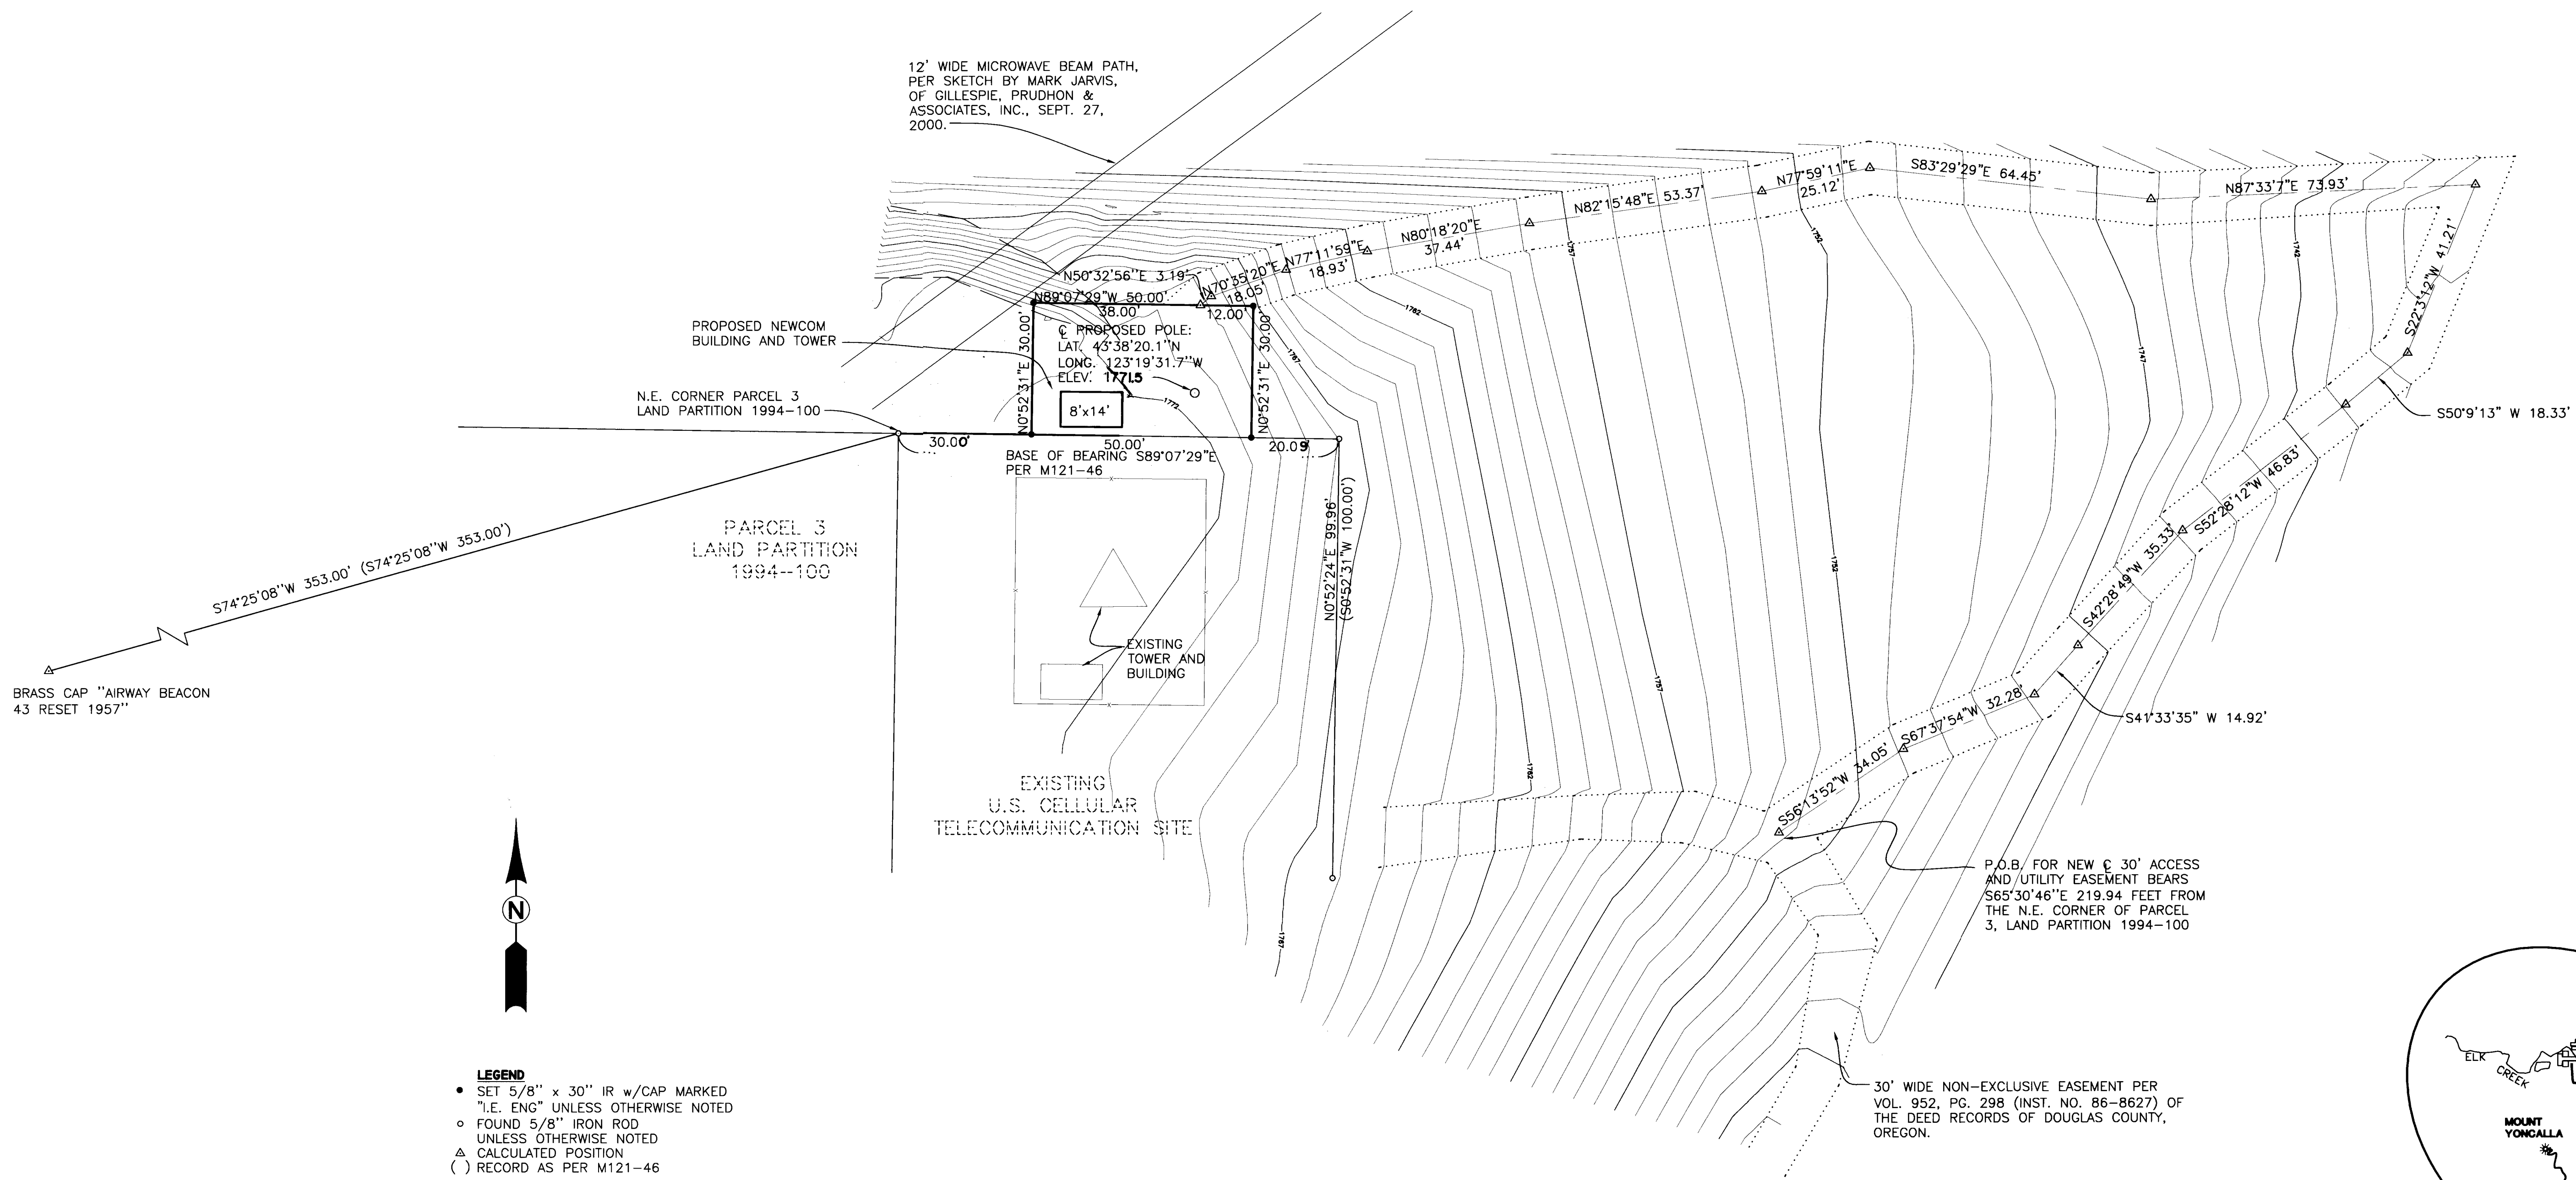 12' WIDE MICROWAVE BEAM PATH,
PER SKETCH BY MARK JARVIS,
OF GILLESPIE, PRUDHON &
ASSOCIATES, INC., SEPT. 27,
2000.
S83°29'29"E 64.45'
N87°33'7"E 73.93'
N77°59'11"E
25.12'
N82°15'48"E 53.37'
N80°18'20"E
37.44'
N77°11'59"E
18.93'
N70°35'20"E
18.05'
N50°32'56"E 3.19'
N89°07'29"W 50.00'
38.00'
12.00'
S22°3'12"W 41.21'
1752
1757
1742
1762
1767
1747
PROPOSED NEWCOM
BUILDING AND TOWER
℄ PROPOSED POLE:
LAT. 43°38'20.1"N
LONG. 123°19'31.7"W
ELEV. 1771.5
N0°52'31"E 30.00'
N0°52'31"E 30.00'
8'x14'
1772
N.E. CORNER PARCEL 3
LAND PARTITION 1994-100
30.00'
50.00'
20.09'
BASE OF BEARING S89°07'29"E
PER M121-46
S50°9'13" W 18.33'
S52°28'12"W 46.83'
S42°28'49"W 35.33'
N0°52'24"E 99.96'
(S0°52'31"W 100.00')
S74°25'08"W 353.00' (S74°25'08"W 353.00')
PARCEL 3
LAND PARTITION
1994-100
1752
EXISTING
TOWER AND
BUILDING
BRASS CAP "AIRWAY BEACON
43 RESET 1957"
1757
S67°37'54"W 32.28'
S41°33'35" W 14.92'
S56°13'52"W 34.05'
1762
EXISTING
U.S. CELLULAR
TELECOMMUNICATION SITE
1767
P.O.B. FOR NEW ℄ 30' ACCESS
AND UTILITY EASEMENT BEARS
S65°30'46"E 219.94 FEET FROM
THE N.E. CORNER OF PARCEL
3, LAND PARTITION 1994-100
N
LEGEND
● SET 5/8" x 30" IR w/CAP MARKED
"I.E. ENG" UNLESS OTHERWISE NOTED
○ FOUND 5/8" IRON ROD
UNLESS OTHERWISE NOTED
△ CALCULATED POSITION
( ) RECORD AS PER M121-46
30' WIDE NON-EXCLUSIVE EASEMENT PER
VOL. 952, PG. 298 (INST. NO. 86-8627) OF
THE DEED RECORDS OF DOUGLAS COUNTY,
OREGON.
ELK
CREEK
MOUNT
YONCALLA